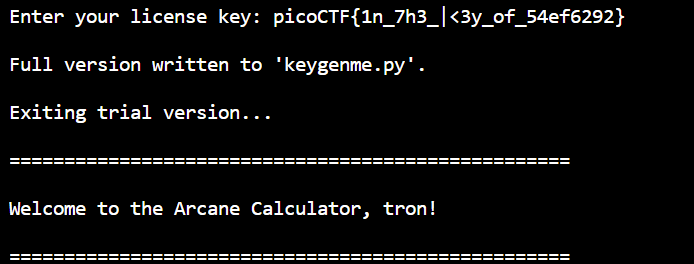 Enter your license key: picoCTF{1n_7h3_|<3y_of_54ef6292}
Full version written to 'keygenme.py'.
Exiting trial version...
===================================================
Welcome to the Arcane Calculator, tron!
===================================================